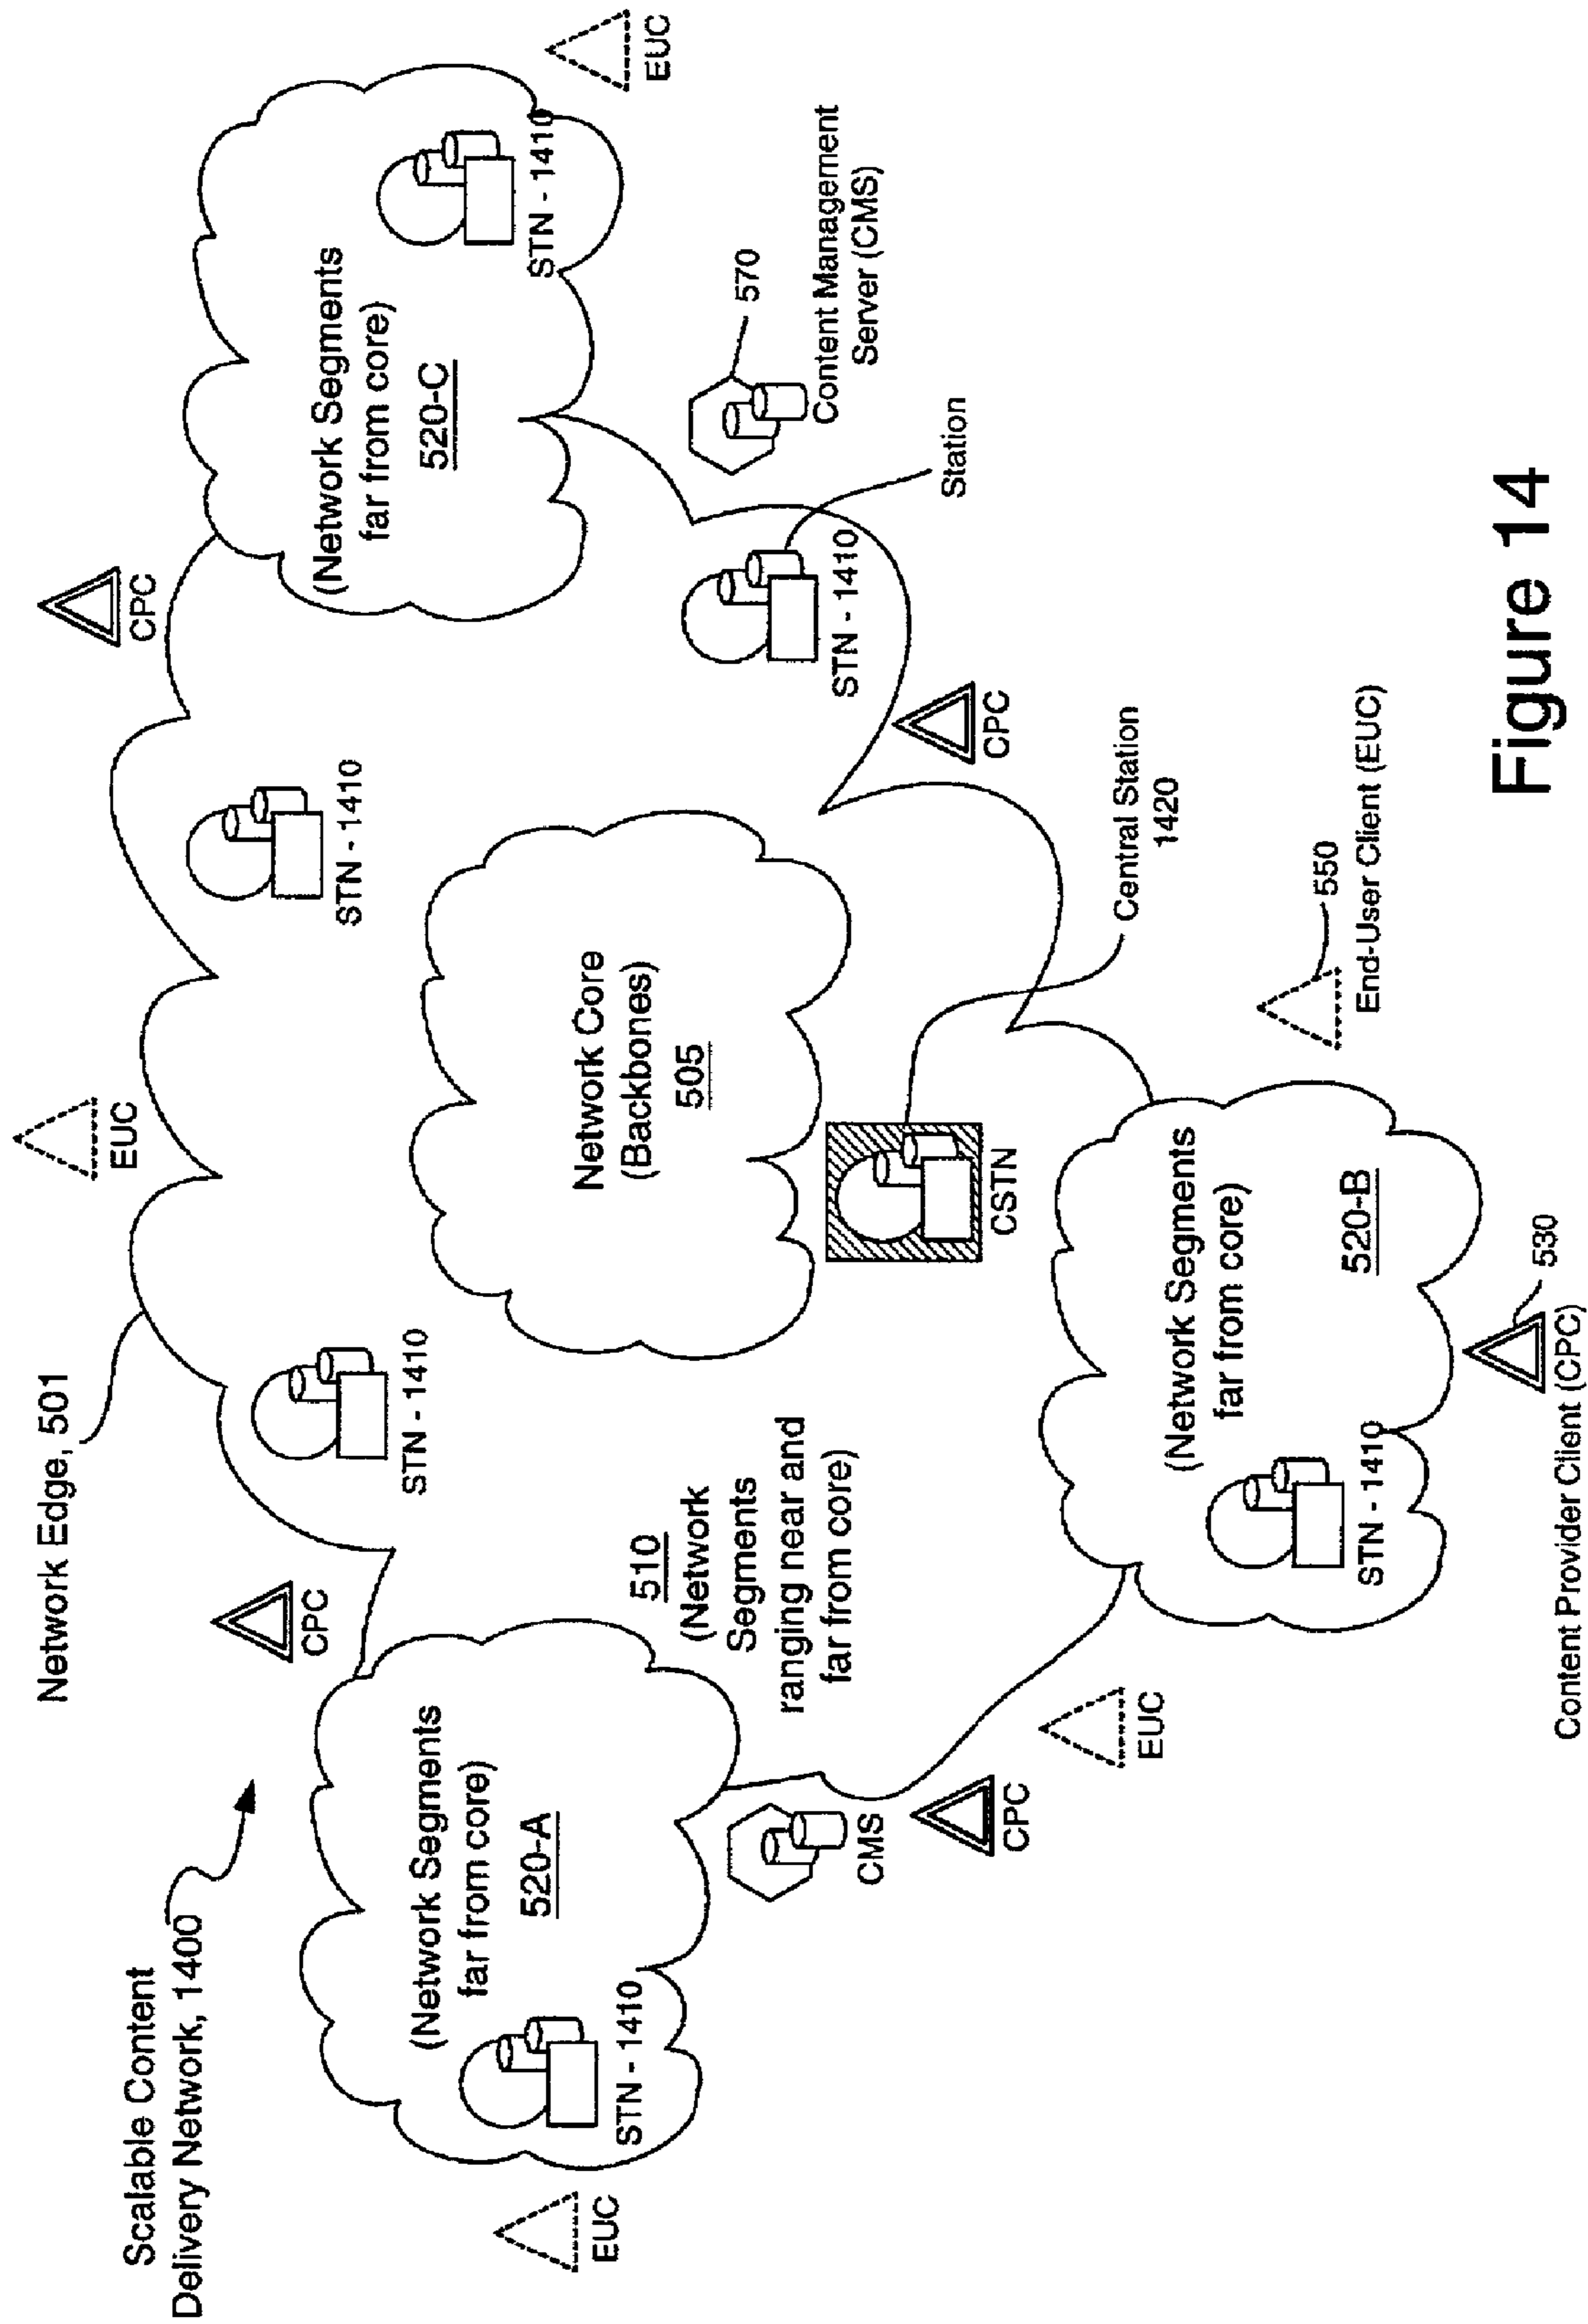 Scalable Content
Delivery Network, 1400
Network Edge, 501
EUC
CPC
EUC
CPC
EUC
(Network Segments
far from core)
520-A
STN - 1410
STN - 1410
STN - 1410
(Network Segments
far from core)
520-C
STN - 1410
Network Core
(Backbones)
505
510
(Network
Segments
ranging near and
far from core)
CMS
CPC
EUC
CSTN
STN - 1410
570
Content Management
Server (CMS)
Station
CPC
Central Station
1420
(Network Segments
far from core)
520-B
STN - 1410
550
End-User Client (EUC)
530
Content Provider Client (CPC)
Figure 14